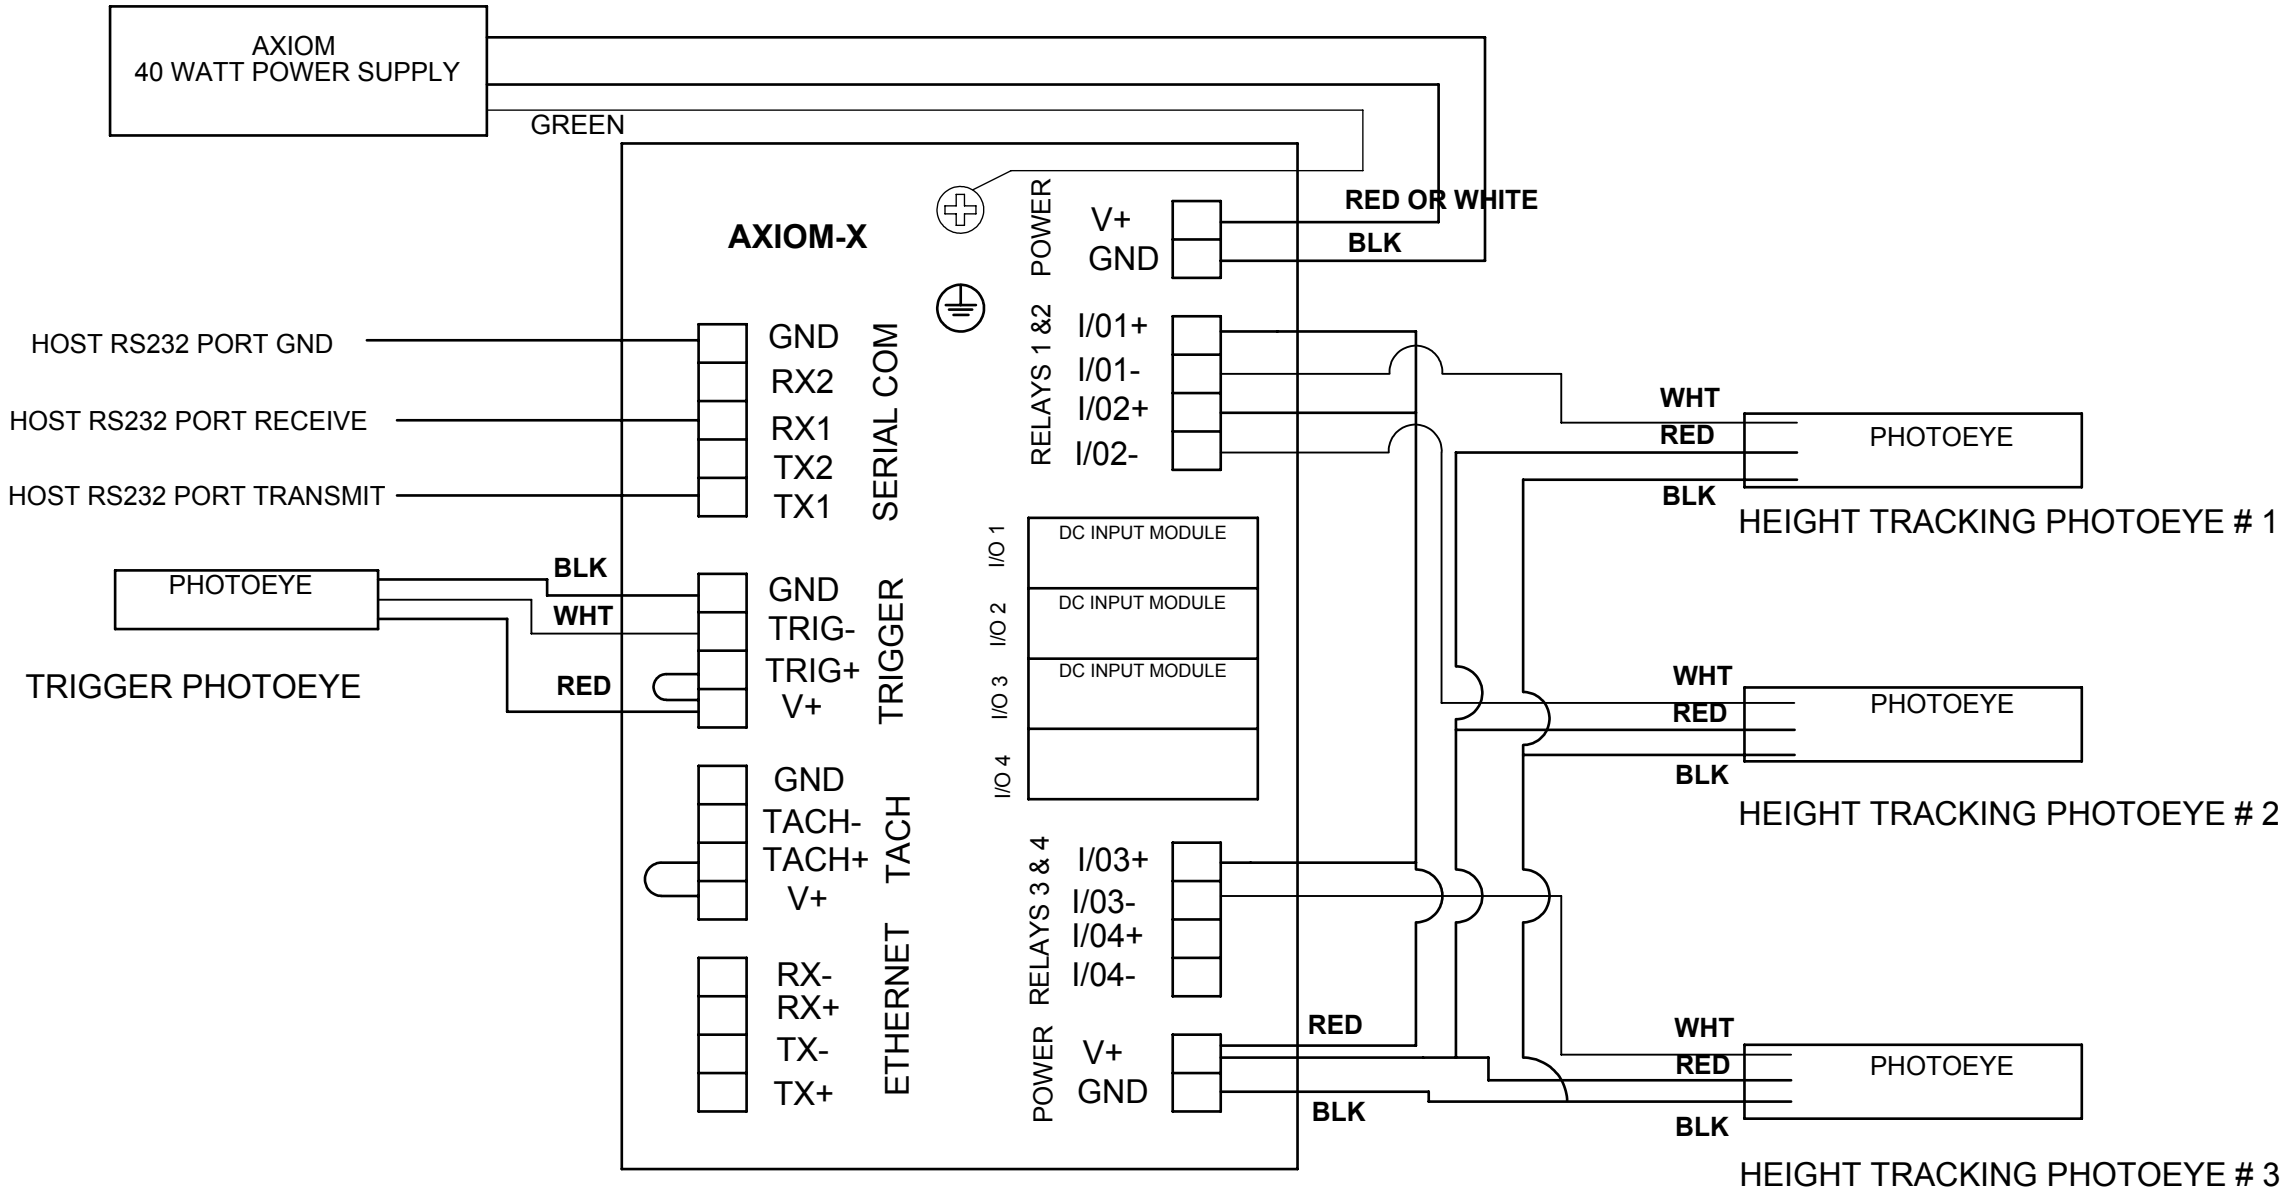 AXIOM
40 WATT POWER SUPPLY
GREEN
AXIOM-X
POWER
V+
GND
RED OR WHITE
BLK
HOST RS232 PORT GND
HOST RS232 PORT RECEIVE
HOST RS232 PORT TRANSMIT
GND
RX2
RX1
TX2
TX1
SERIAL COM
RELAYS 1 &2
I/01+
I/01-
I/02+
I/02-
WHT
RED
BLK
PHOTOEYE
HEIGHT TRACKING PHOTOEYE # 1
PHOTOEYE
TRIGGER PHOTOEYE
BLK
WHT
RED
GND
TRIG-
TRIG+
V+
TRIGGER
I/O 1
DC INPUT MODULE
I/O 2
DC INPUT MODULE
I/O 3
DC INPUT MODULE
I/O 4
WHT
RED
BLK
PHOTOEYE
HEIGHT TRACKING PHOTOEYE # 2
GND
TACH-
TACH+
V+
TACH
RELAYS 3 & 4
I/03+
I/03-
I/04+
I/04-
RX-
RX+
TX-
TX+
ETHERNET
POWER
V+
GND
RED
BLK
WHT
RED
BLK
PHOTOEYE
HEIGHT TRACKING PHOTOEYE # 3